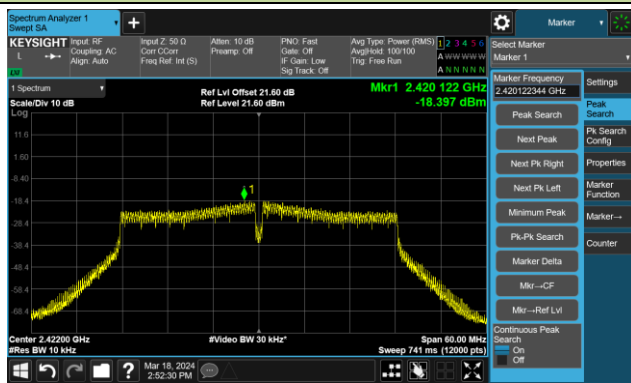 Spectrum Analyzer 1
Swept SA
+
Marker
KEYSIGHT
L
LW
Input: RF
Coupling: AC
Align: Auto
Input Z: 50 Ω
Corr CCorr
Freq Ref: Int (S)
Atten: 10 dB
Preamp: Off
PNO: Fast
Gate: Off
IF Gain: Low
Sig Track: Off
Avg Type: Power (RMS)
Avg|Hold: 100/100
Trig: Free Run
1 2 3 4 5 6
A W W W W W
A N N N N N
Select Marker
Marker 1
1 Spectrum
Scale/Div 10 dB
Log
Ref Lvl Offset 21.60 dB
Ref Level 21.60 dBm
Mkr1 2.420 122 GHz
-18.397 dBm
11.6
1.60
-8.40
-18.4
-28.4
-38.4
-48.4
-58.4
-68.4
1
Center 2.42200 GHz
#Res BW 10 kHz
#Video BW 30 kHz*
Span 60.00 MHz
Sweep 741 ms (12000 pts)
Marker Frequency
2.420122344 GHz
Peak Search
Next Peak
Next Pk Right
Next Pk Left
Minimum Peak
Pk-Pk Search
Marker Delta
Mkr→CF
Mkr→Ref Lvl
Continuous Peak
Search
On
Off
Settings
Peak
Search
Pk Search
Config
Properties
Marker
Function
Marker→
Counter
?
Mar 18, 2024
2:52:30 PM